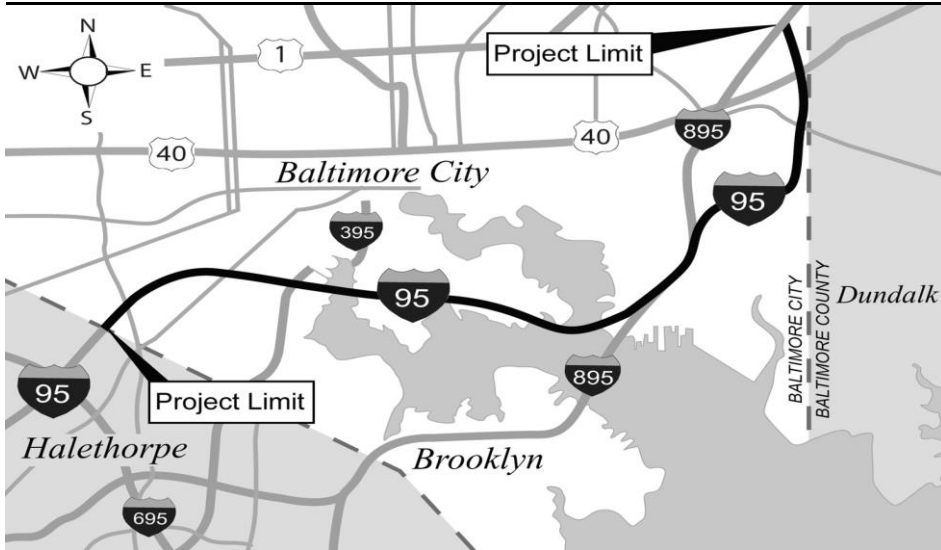 N
W E
S
1
Project Limit
40
40
895
Baltimore City
95
395
95
BALTIMORE CITY
BALTIMORE COUNTY
Dundalk
895
95
Project Limit
Halethorpe
Brooklyn
695